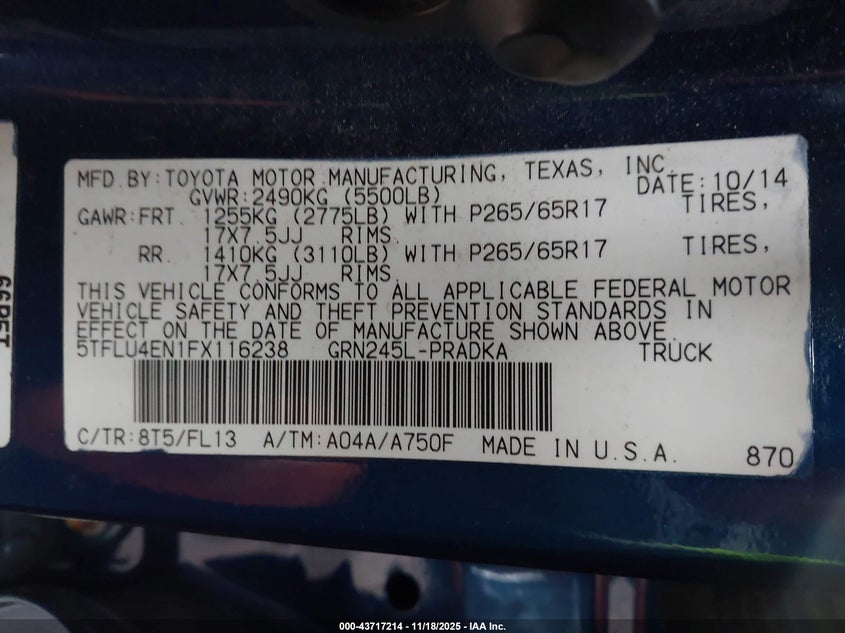 MFD.BY:TOYOTA MOTOR MANUFACTURING, TEXAS, INC.
GVWR:2490KG (5500LB) DATE:10/14
GAWR:FRT. 1255KG (2775LB) WITH P265/65R17 TIRES,
17X7.5JJ RIMS.
RR. 1410KG (3110LB) WITH P265/65R17 TIRES,
17X7.5JJ RIMS.
THIS VEHICLE CONFORMS TO ALL APPLICABLE FEDERAL MOTOR
VEHICLE SAFETY AND THEFT PREVENTION STANDARDS IN
EFFECT ON THE DATE OF MANUFACTURE SHOWN ABOVE.
5TFLU4EN1FX116238 GRN245L-PRADKA TRUCK
C/TR:8T5/FL13 A/TM:A04A/A750F MADE IN U.S.A. 870
000-43717214 - 11/18/2025 - IAA Inc.